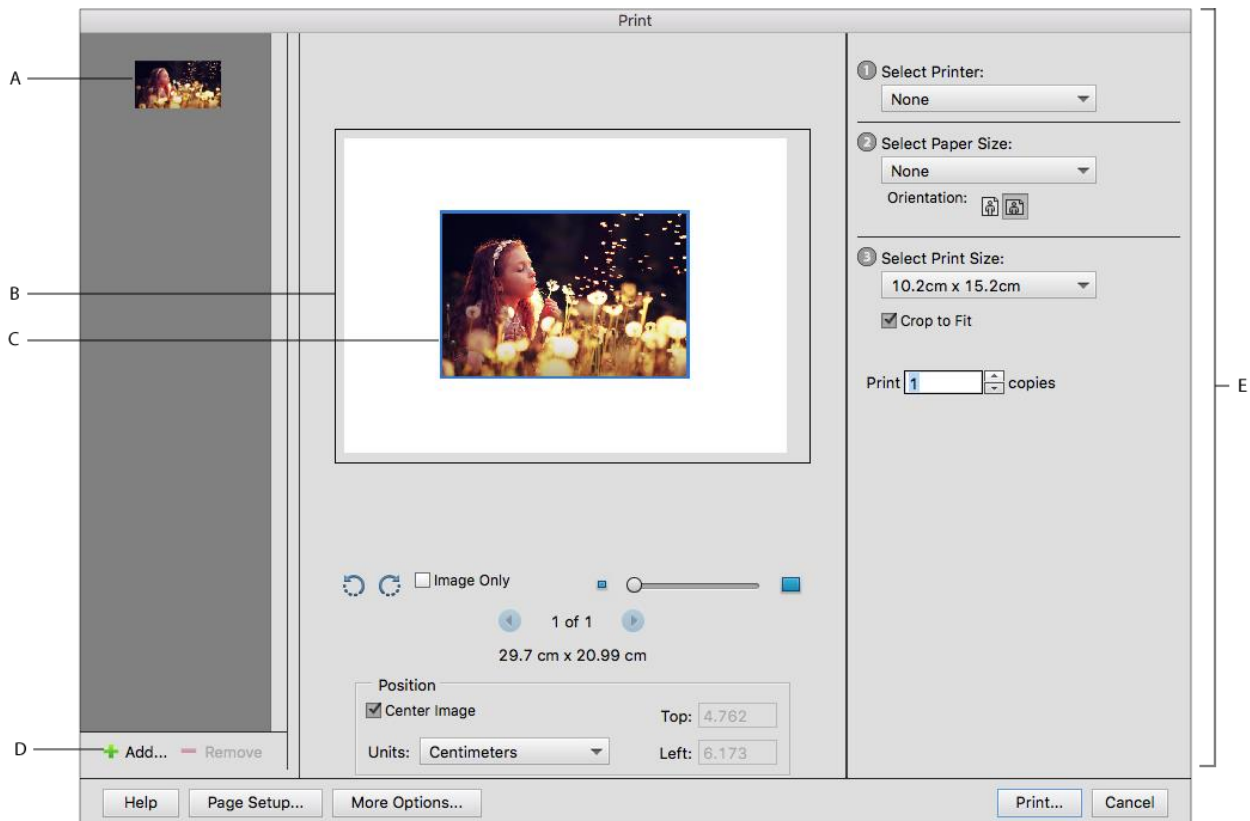 Print
A
B
C
D
E
1 Select Printer:
None
2 Select Paper Size:
None
Orientation:
3 Select Print Size:
10.2cm x 15.2cm
Crop to Fit
Print 1 copies
Image Only
1 of 1
29.7 cm x 20.99 cm
Position
Center Image
Top: 4.762
Units: Centimeters
Left: 6.173
Add... Remove
Help Page Setup... More Options... Print... Cancel